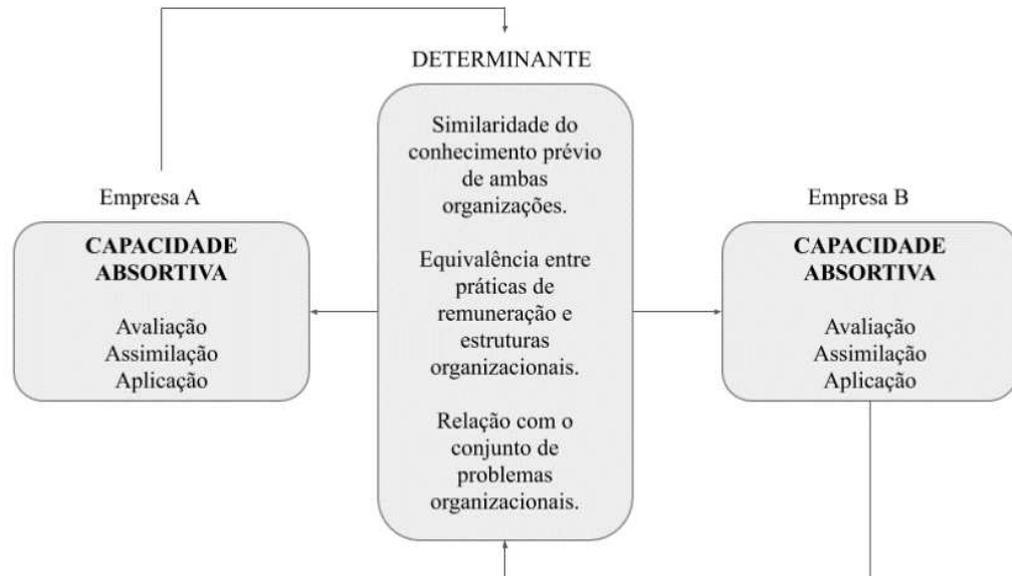 DETERMINANTE
Similaridade do
conhecimento prévio
de ambas
organizações.
Equivalência entre
práticas de
remuneração e
estruturas
organizacionais.
Relação com o
conjunto de
problemas
organizacionais.
Empresa A
CAPACIDADE
ABSORTIVA
Avaliação
Assimilação
Aplicação
Empresa B
CAPACIDADE
ABSORTIVA
Avaliação
Assimilação
Aplicação